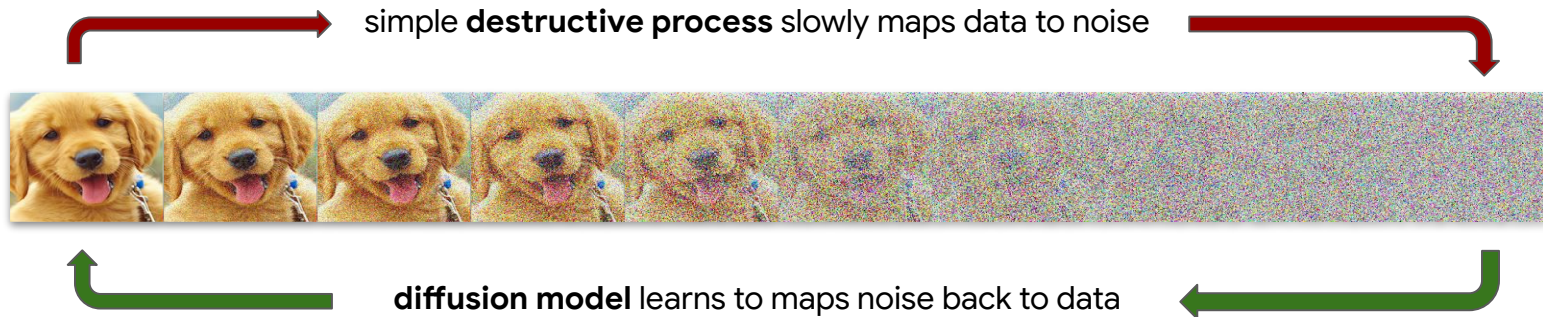 simple destructive process slowly maps data to noise
diffusion model learns to maps noise back to data